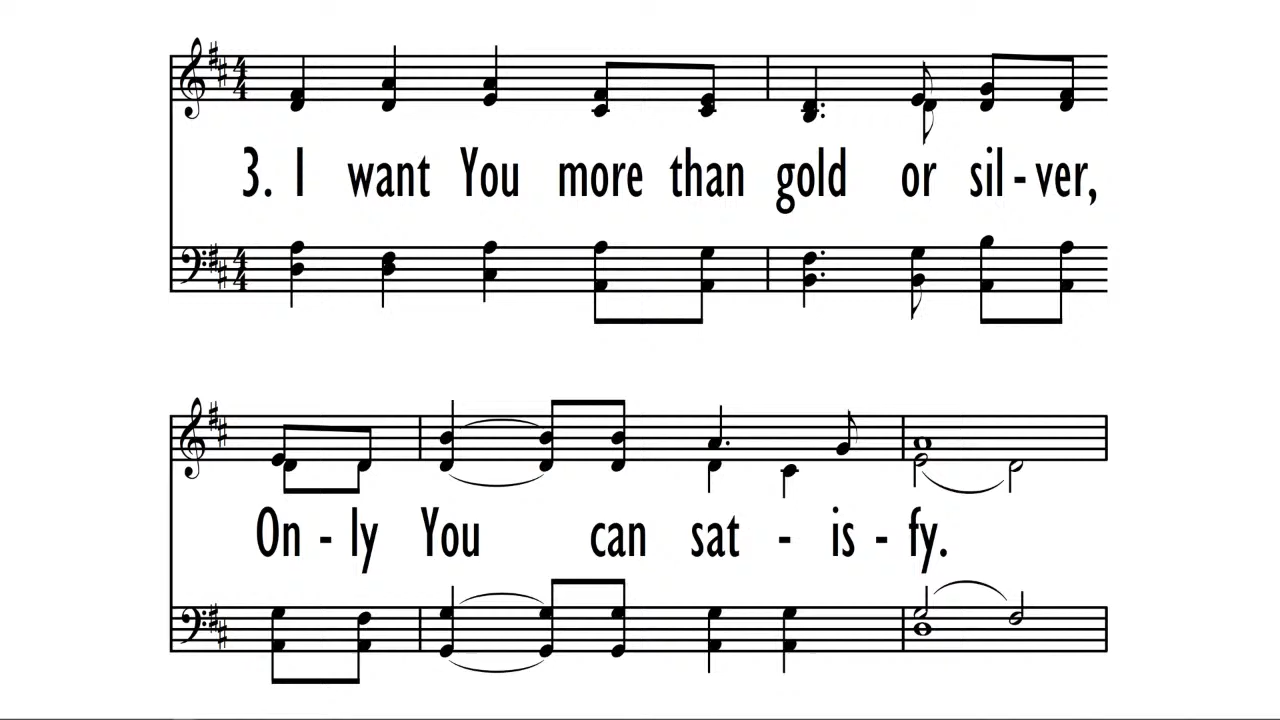 3. I want You more than gold or sil-ver,
On - ly You can sat - is - fy.